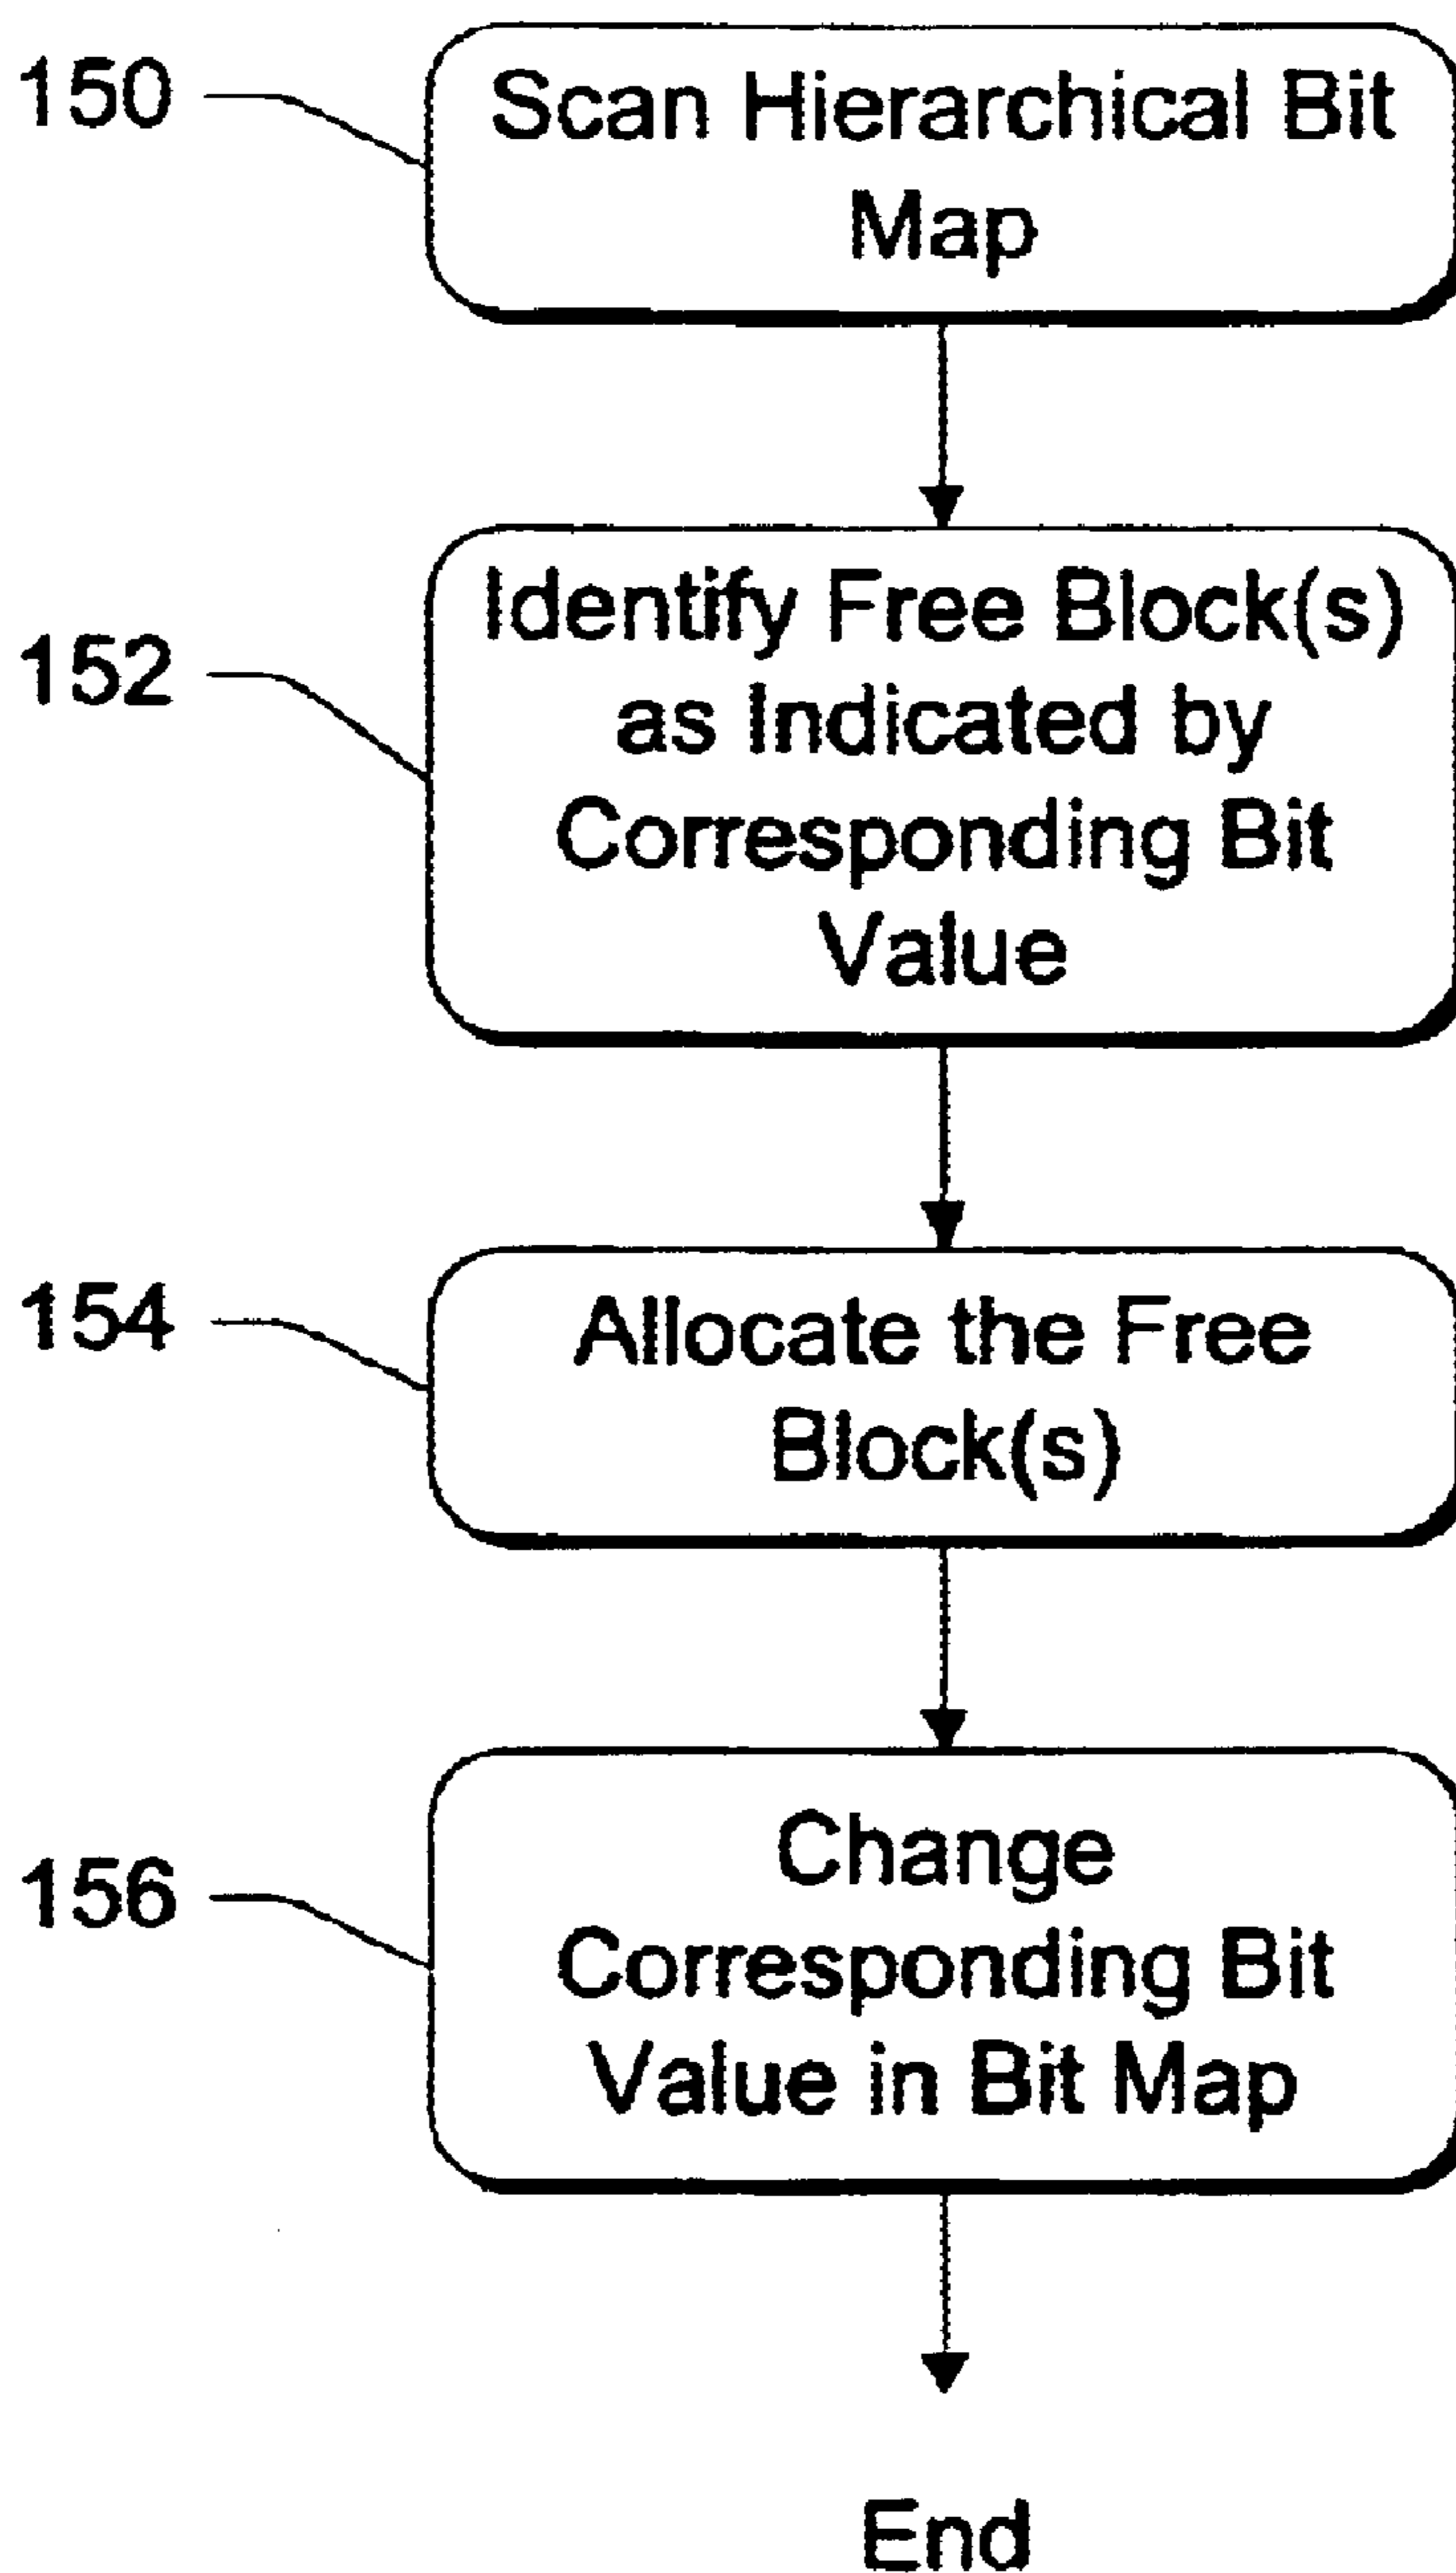 150
Scan Hierarchical Bit
Map
152
Identify Free Block(s)
as Indicated by
Corresponding Bit
Value
154
Allocate the Free
Block(s)
156
Change
Corresponding Bit
Value in Bit Map
End